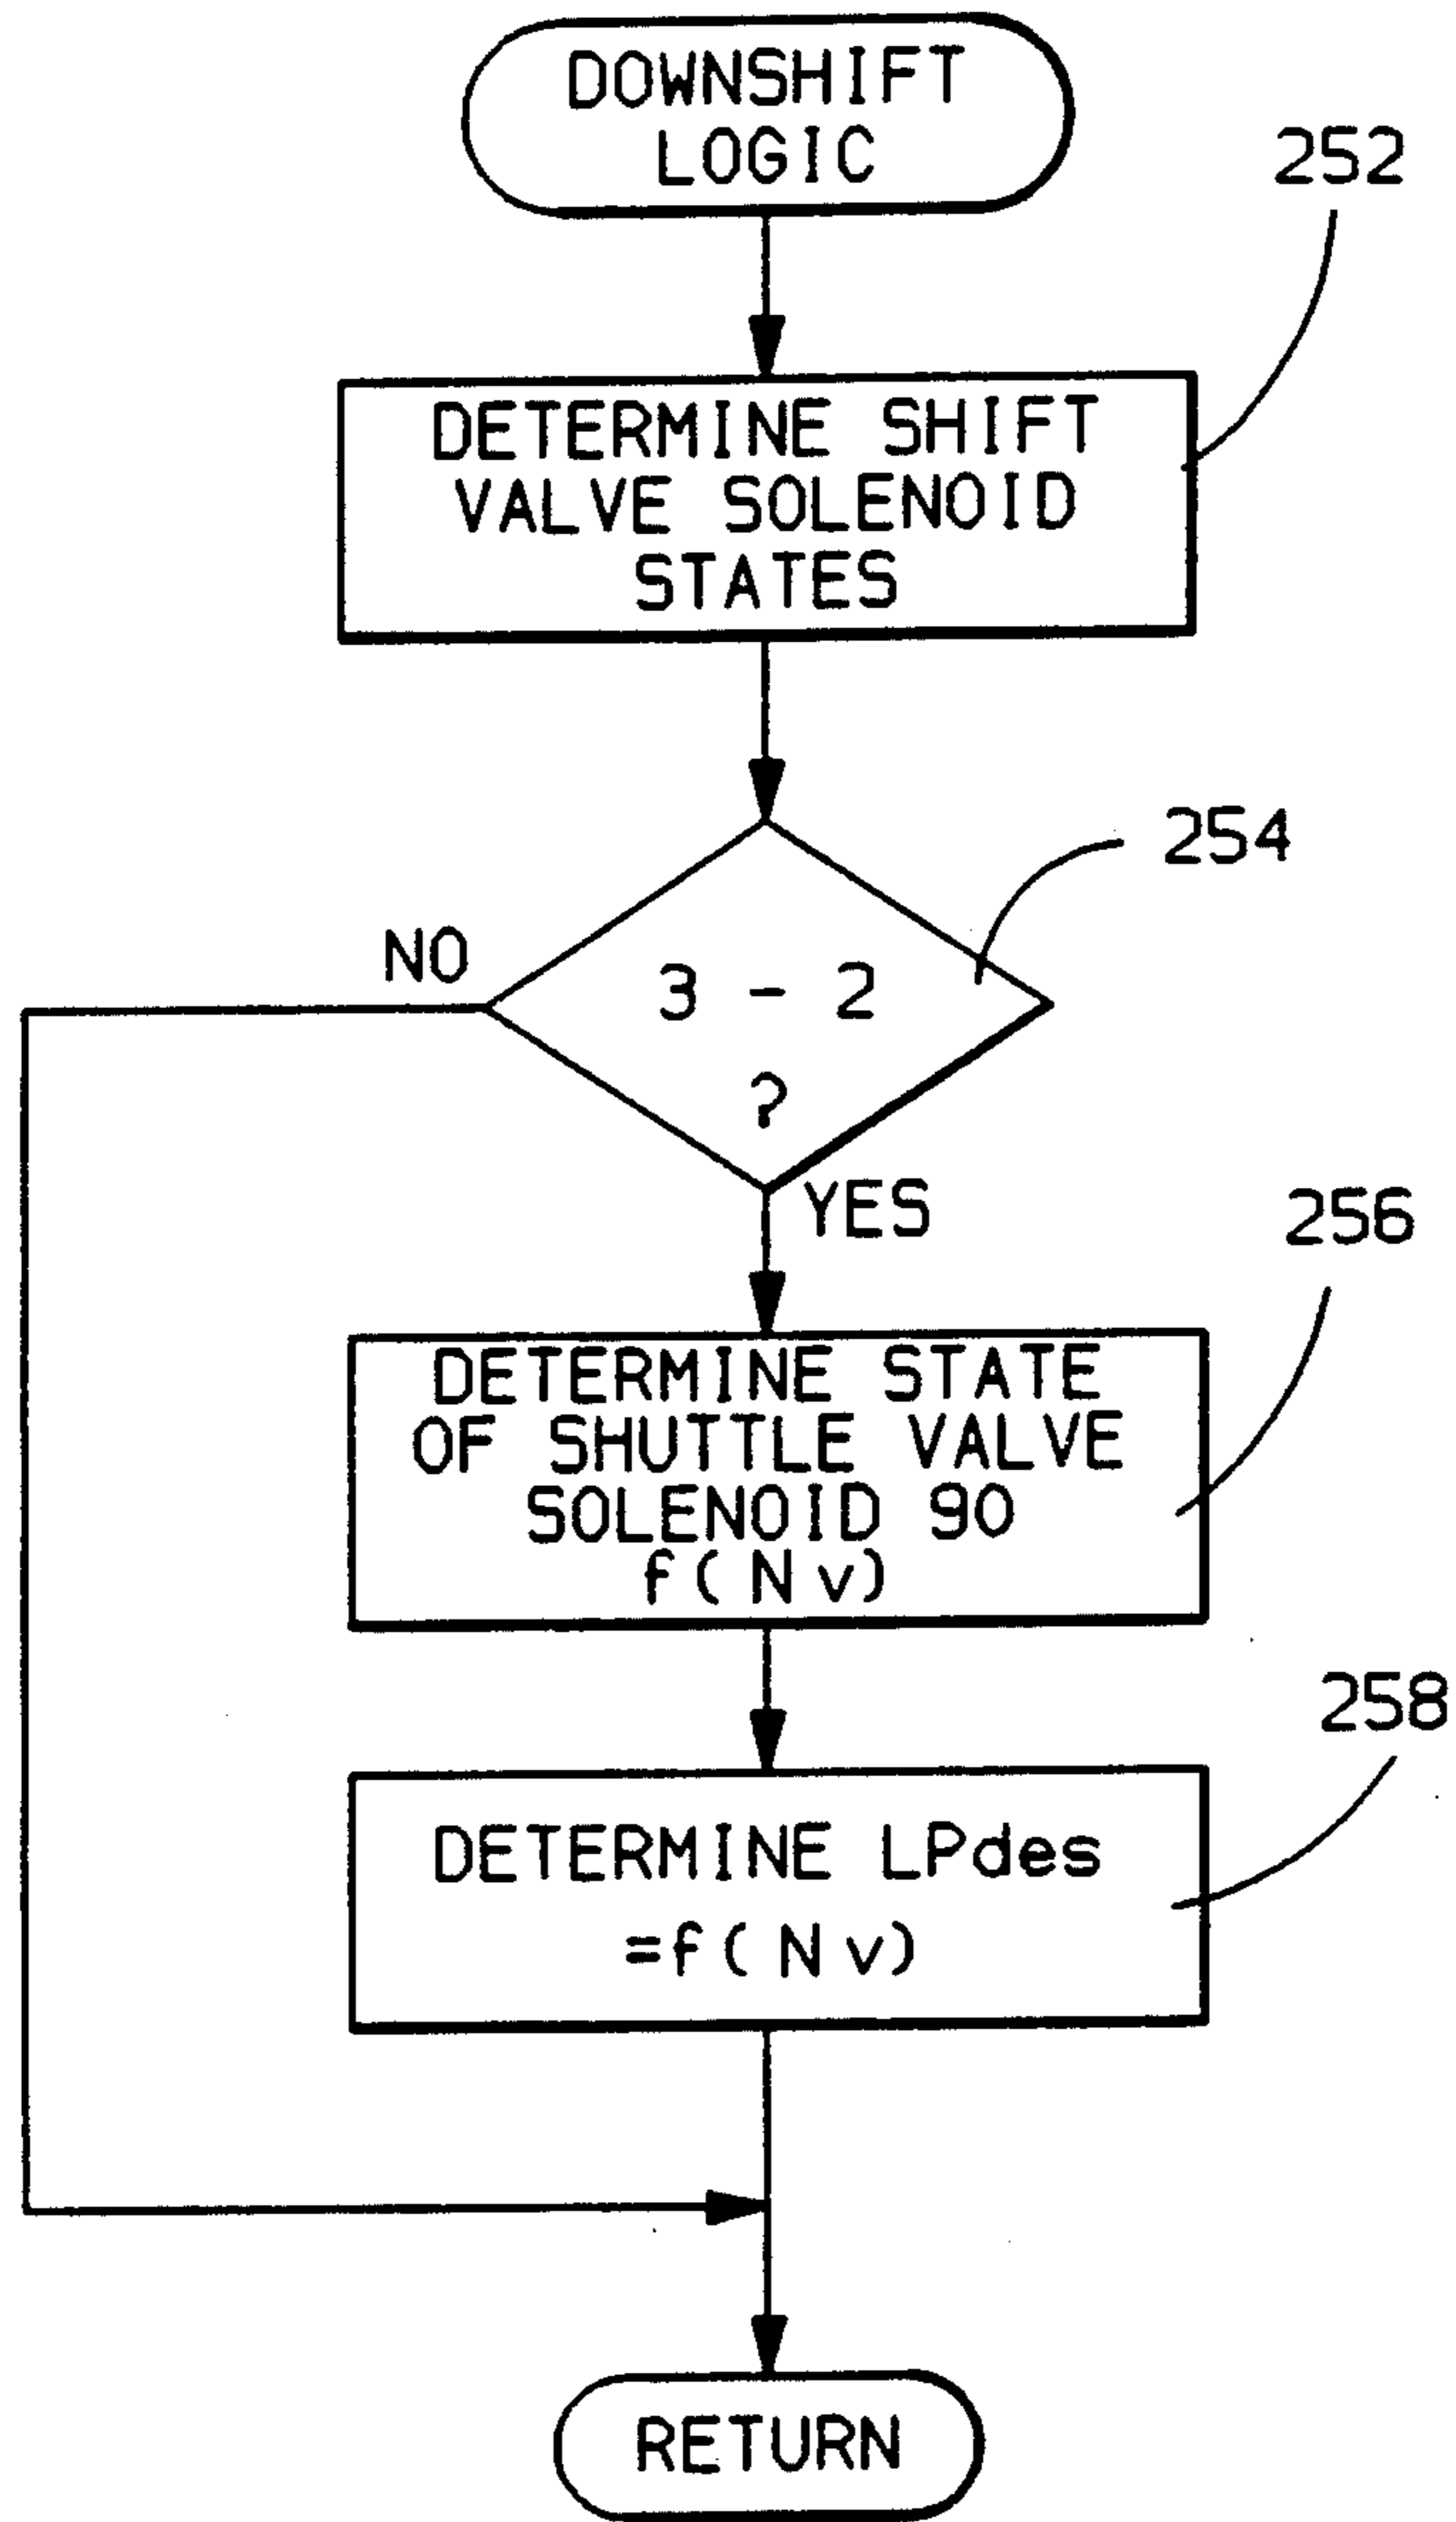 DOWNSHIFT
LOGIC
252
DETERMINE SHIFT
VALVE SOLENOID
STATES
254
NO
3 - 2
?
YES
256
DETERMINE STATE
OF SHUTTLE VALVE
SOLENOID 90
f(Nv)
258
DETERMINE LPdes
=f(Nv)
RETURN